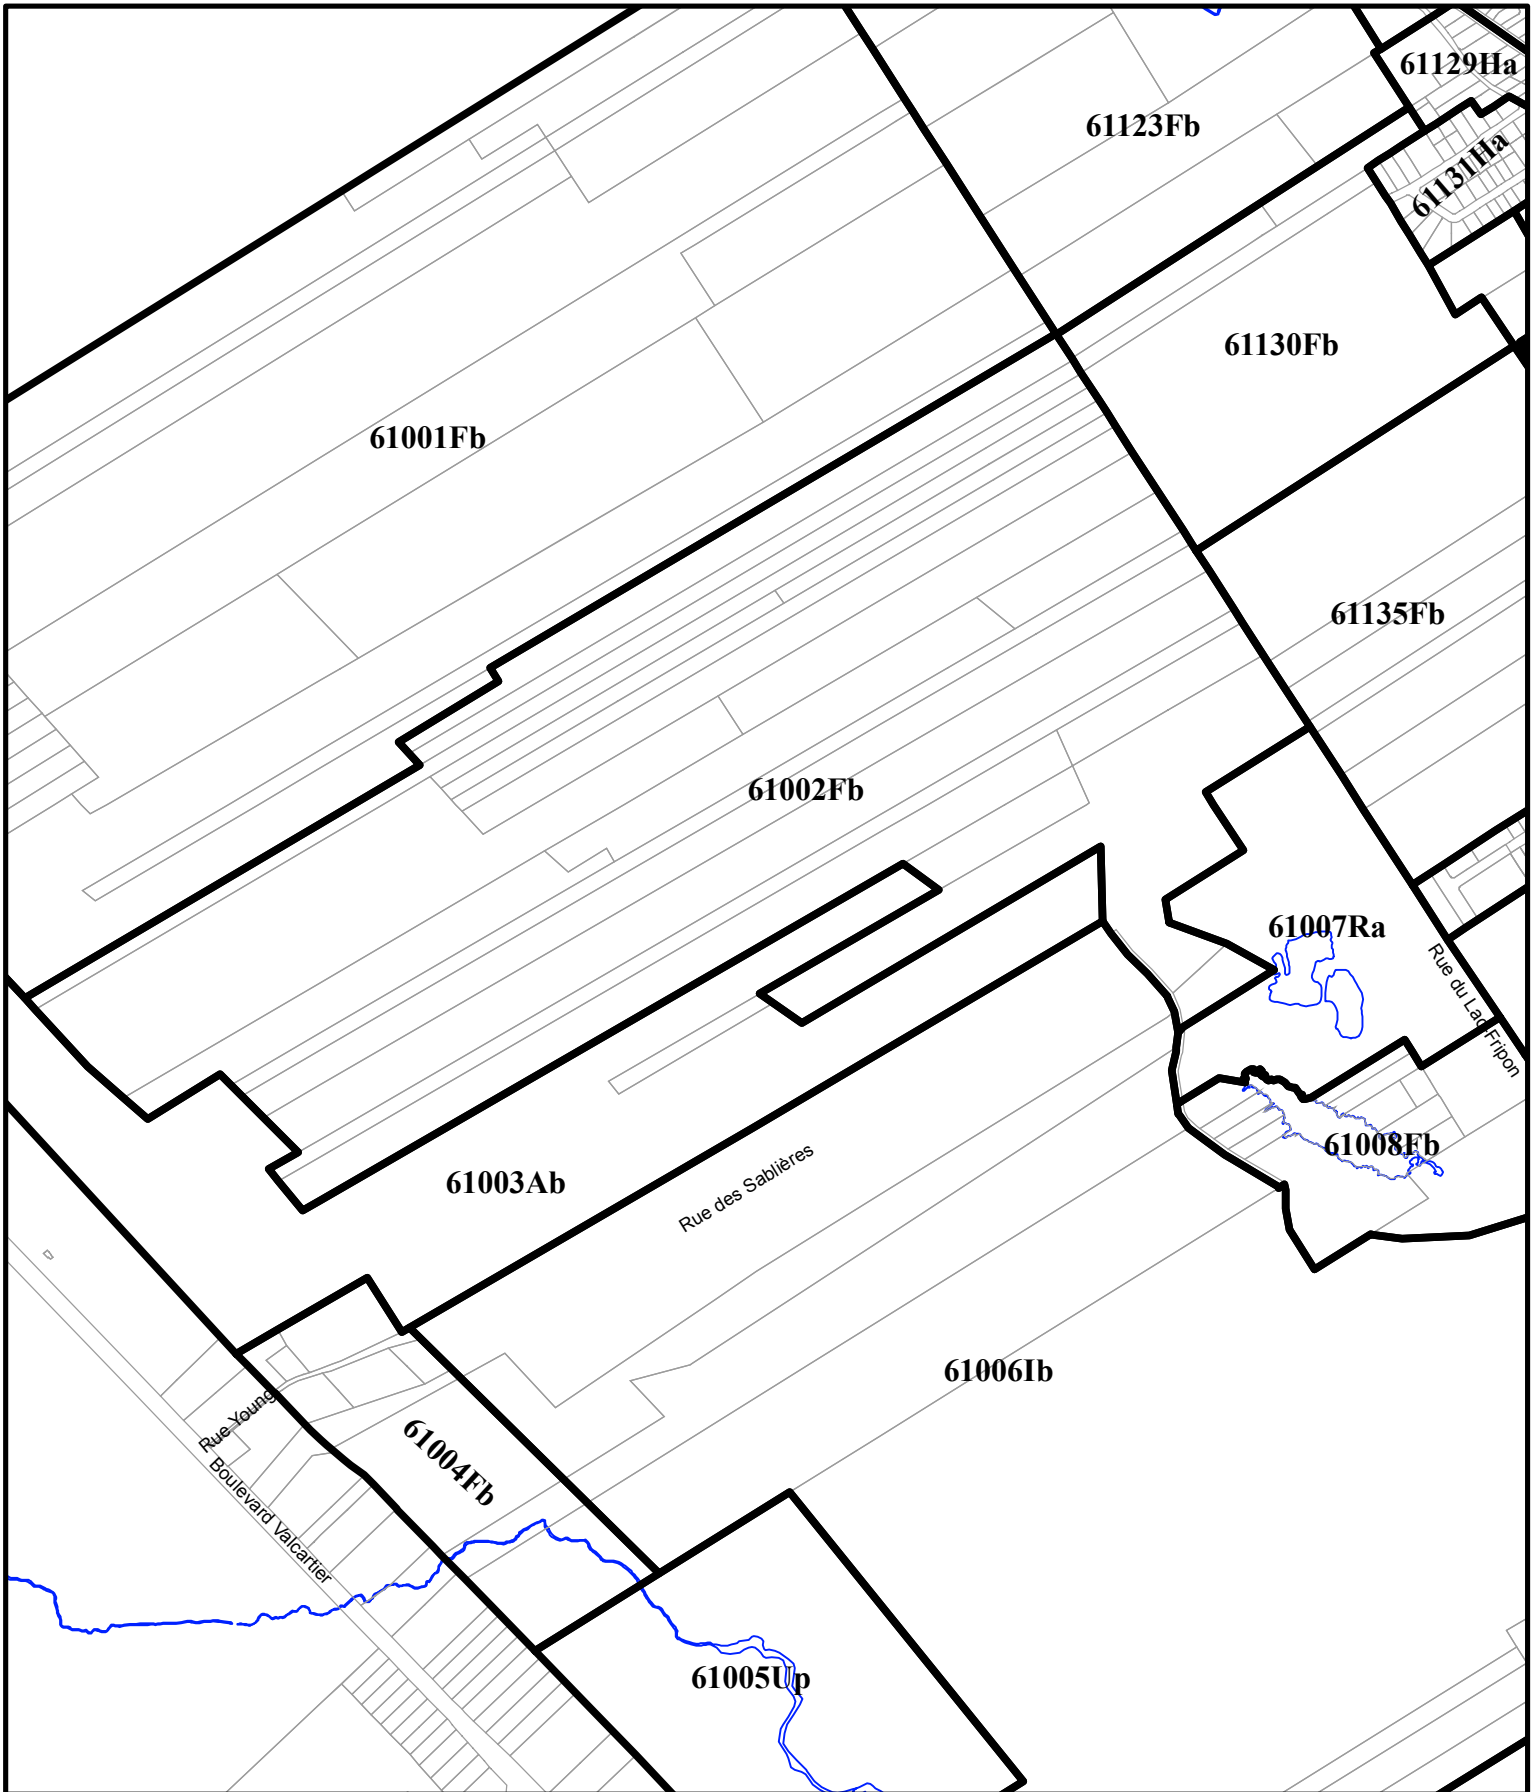 61129Ha
61123Fb
61131Ha
61130Fb
61001Fb
61135Fb
61002Fb
61007Ra
Rue du Lac-Fripon
61008Fb
61003Ab
Rue des Sablières
61006Ib
Rue Young
61004Fb
Boulevard Valcartier
61005Up